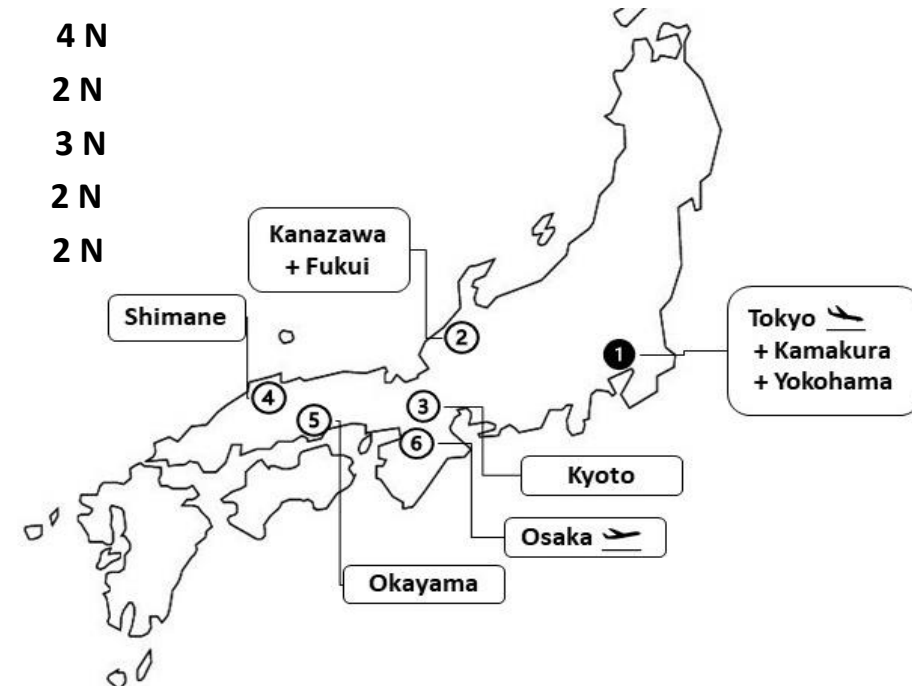 4 N
2 N
3 N
2 N
2 N
Kanazawa
+ Fukui
Shimane
Tokyo
+ Kamakura
+ Yokohama
1
2
3
4
5
6
Kyoto
Osaka
Okayama